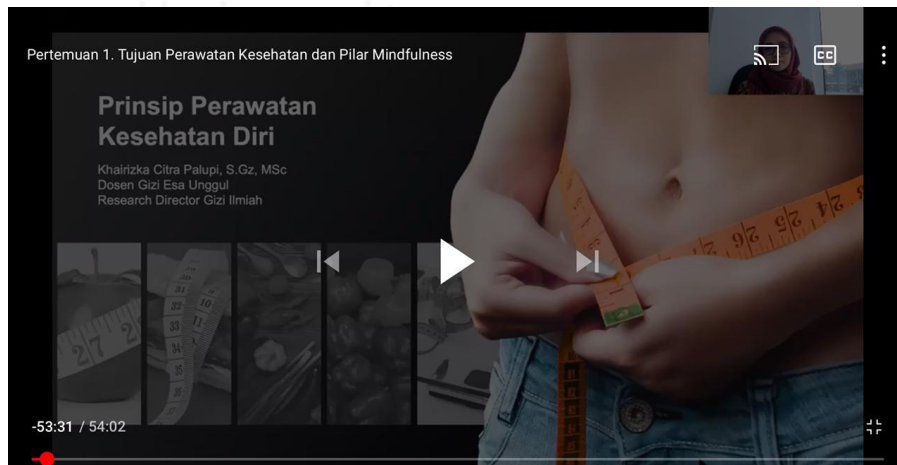 Pertemuan 1. Tujuan Perawatan Kesehatan dan Pilar Mindfulness
CC
Prinsip Perawatan
Kesehatan Diri
Khairizka Citra Palupi, S.Gz, MSc
Dosen Gizi Esa Unggul
Research Director Gizi Ilmiah
-53:31 / 54:02